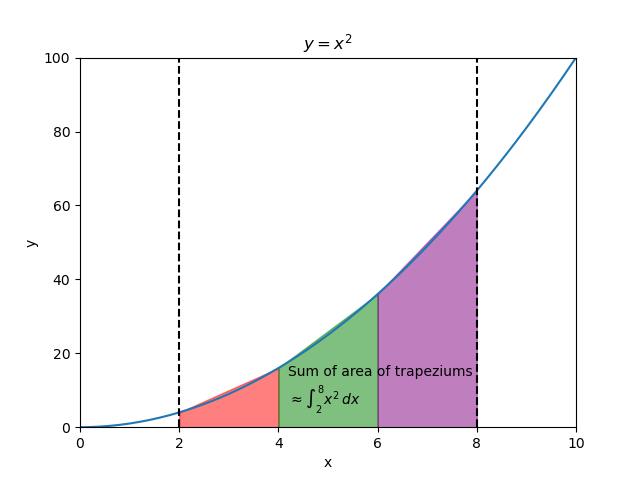 y = x²
100
80
60
40
20
0
y
Sum of area of trapeziums
≈ ∫₂⁸ x² dx
0 2 4 6 8 10
x